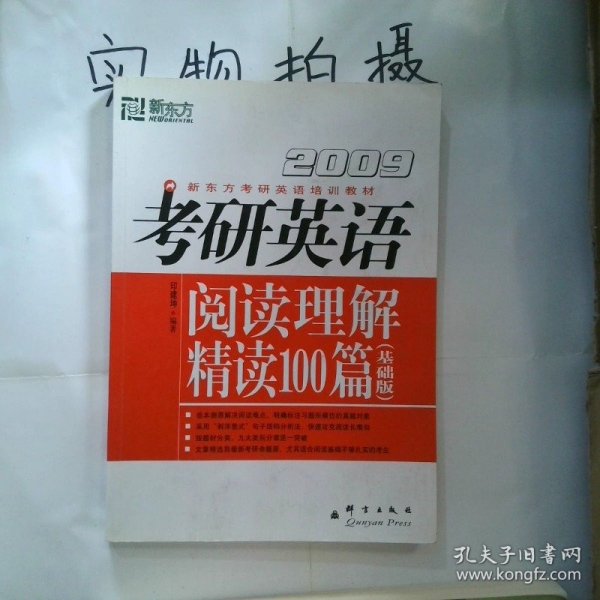 实物拍摄
新东方
NEW ORIENTAL
2009
新东方考研英语培训教材
考研英语
印建坤 编著
阅读理解
精读100篇
(基础版)
群言出版社
Qunyan Press
孔夫子旧书网
www.kongfz.com